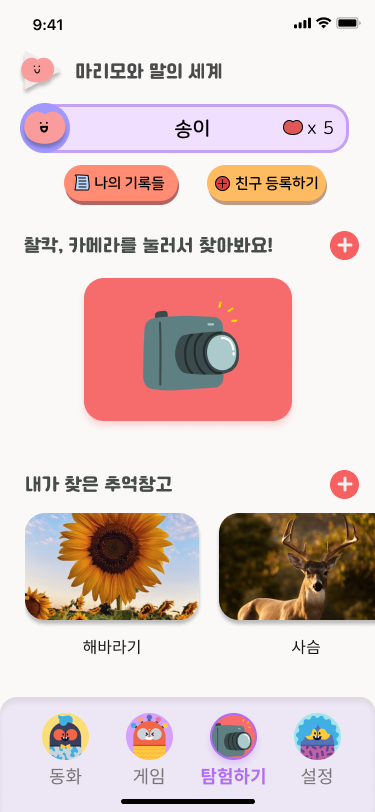 9:41
마리모와 말의 세계
송이
x 5
나의 기록들
친구 등록하기
찰칵, 카메라를 눌러서 찾아봐요!
내가 찾은 추억창고
해바라기
사슴
동화
게임
탐험하기
설정